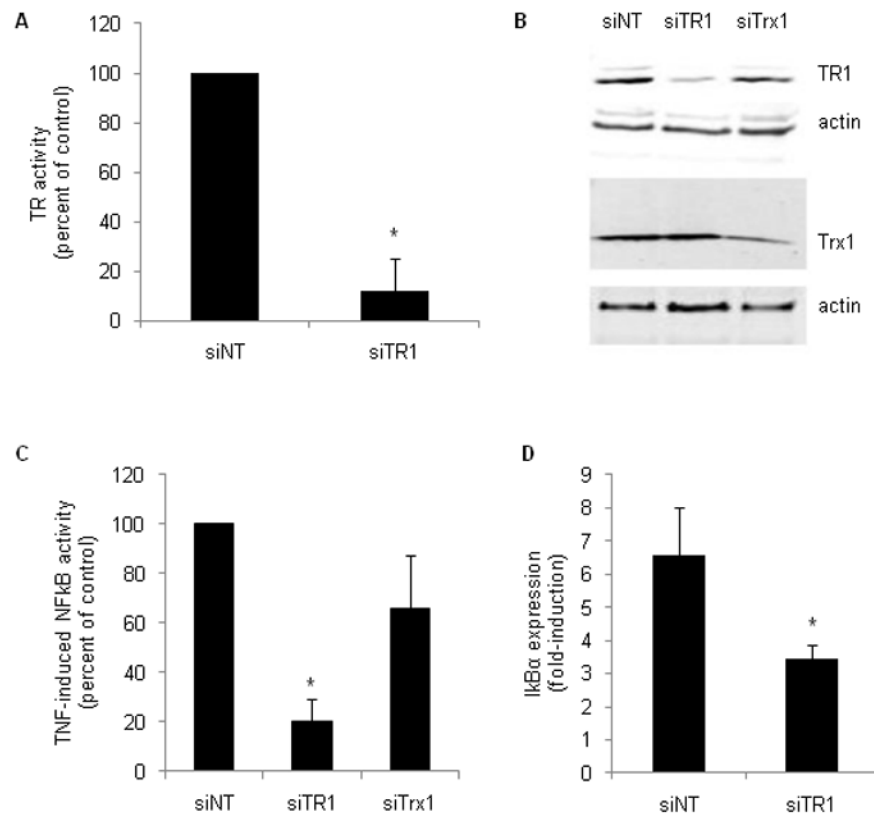 A
TR activity
(percent of control)
120
100
80
60
40
20
0
*
siNT
siTR1
B
siNT siTR1 siTrx1
TR1
actin
Trx1
actin
C
TNF-induced NFkB activity
(percent of control)
120
100
80
60
40
20
0
*
siNT
siTR1
siTrx1
D
IkBα expression
(fold-induction)
9
8
7
6
5
4
3
2
1
0
*
siNT
siTR1